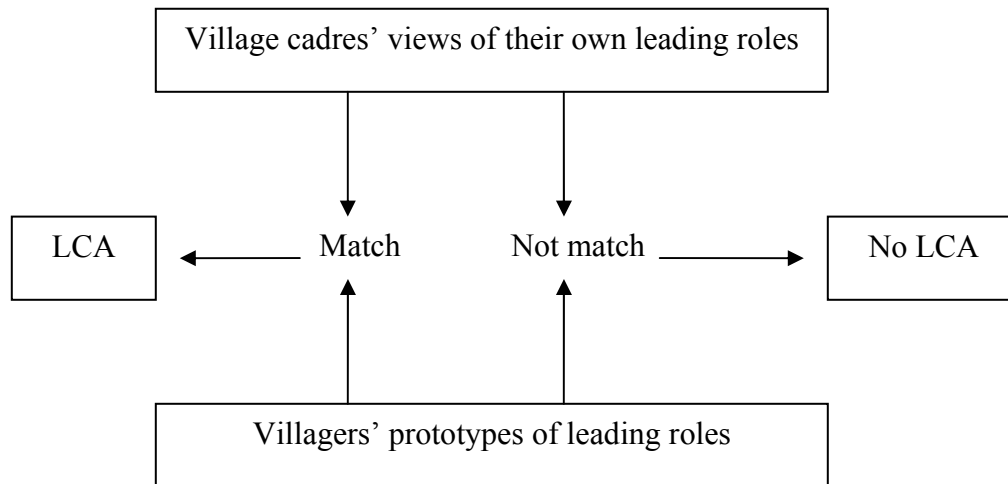 Village cadres’ views of their own leading roles
LCA
Match
Not match
No LCA
Villagers’ prototypes of leading roles